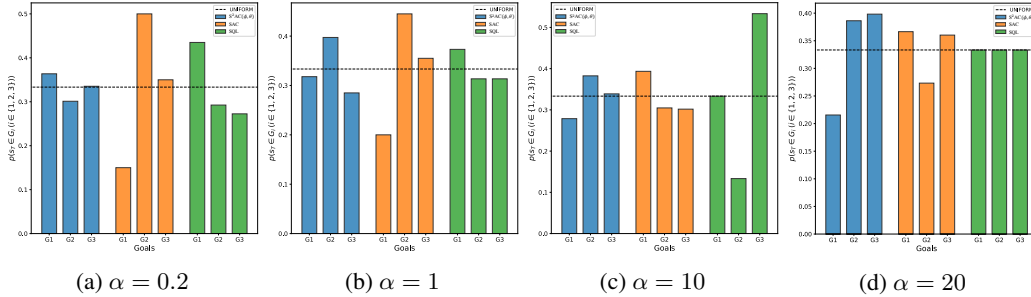 UNIFORM
S²AC(ϕ,θ)
SAC
SQL
p(s_T ∈ G_i(i ∈ {1, 2, 3}))
0.5
0.4
0.3
0.2
0.1
0.0
G1 G2 G3 G1 G2 G3 G1 G2 G3
Goals
(a) α = 0.2
UNIFORM
S²AC(ϕ,θ)
SAC
SQL
p(s_T ∈ G_i(i ∈ {1, 2, 3}))
0.4
0.3
0.2
0.1
0.0
G1 G2 G3 G1 G2 G3 G1 G2 G3
Goals
(b) α = 1
UNIFORM
S²AC(ϕ,θ)
SAC
SQL
p(s_T ∈ G_i(i ∈ {1, 2, 3}))
0.5
0.4
0.3
0.2
0.1
0.0
G1 G2 G3 G1 G2 G3 G1 G2 G3
Goals
(c) α = 10
UNIFORM
S²AC(ϕ,θ)
SAC
SQL
p(s_T ∈ G_i(i ∈ {1, 2, 3}))
0.40
0.35
0.30
0.25
0.20
0.15
0.10
0.05
0.00
G1 G2 G3 G1 G2 G3 G1 G2 G3
Goals
(d) α = 20